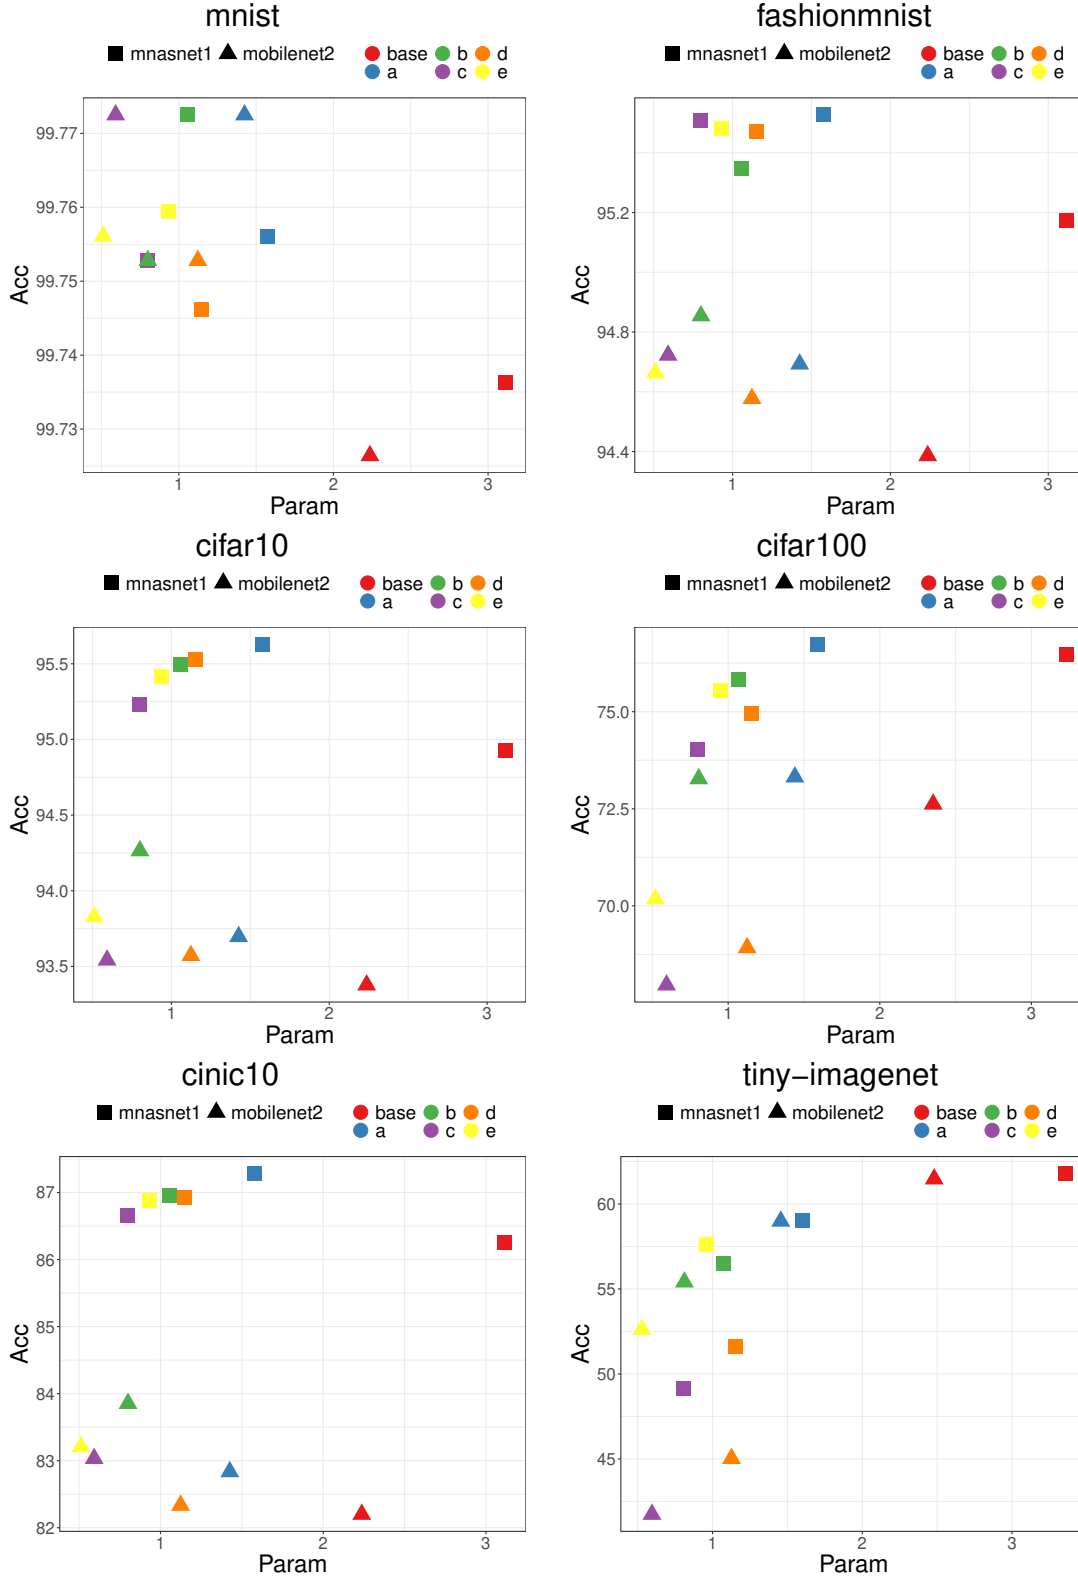 mnist
mnasnet1 mobilenet2 base b d
a c e
99.77
99.76
99.75
99.74
99.73
Acc
1 2 3
Param
fashionmnist
mnasnet1 mobilenet2 base b d
a c e
95.2
94.8
94.4
Acc
1 2 3
Param
cifar10
mnasnet1 mobilenet2 base b d
a c e
95.5
95.0
94.5
94.0
93.5
Acc
1 2 3
Param
cifar100
mnasnet1 mobilenet2 base b d
a c e
75.0
72.5
70.0
Acc
1 2 3
Param
cinic10
mnasnet1 mobilenet2 base b d
a c e
87
86
85
84
83
82
Acc
1 2 3
Param
tiny−imagenet
mnasnet1 mobilenet2 base b d
a c e
60
55
50
45
Acc
1 2 3
Param